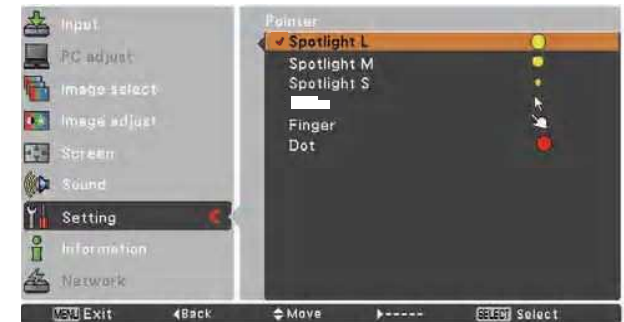 Input
PC adjust
Image select
Image adjust
Screen
Sound
Setting
Information
Network
Pointer
✔ Spotlight L
Spotlight M
Spotlight S
Finger
Dot
MENU Exit ◀Back ⬍Move ▶----- SELECT Select